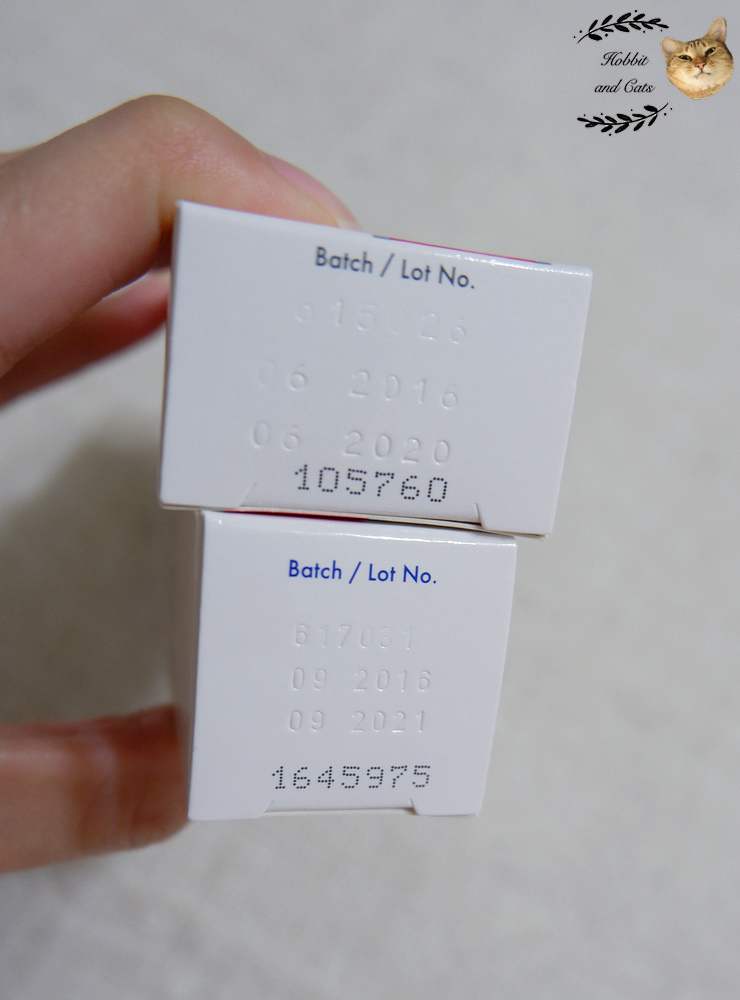 Hobbit
and Cats
Batch / Lot No.
06 2016
06 2020
105760
Batch / Lot No.
617031
09 2016
09 2021
1645975